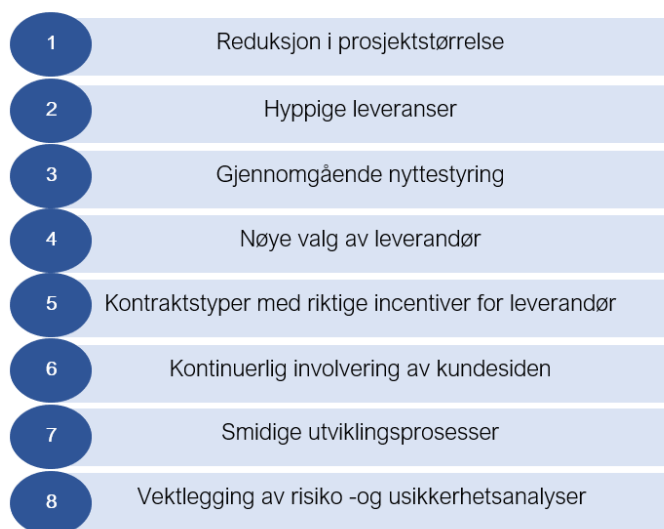 1 Reduksjon i prosjektstørrelse
2 Hyppige leveranser
3 Gjennomgående nyttestyring
4 Nøye valg av leverandør
5 Kontraktstyper med riktige incentiver for leverandør
6 Kontinuerlig involvering av kundesiden
7 Smidige utviklingsprosesser
8 Vektlegging av risiko -og usikkerhetsanalyser